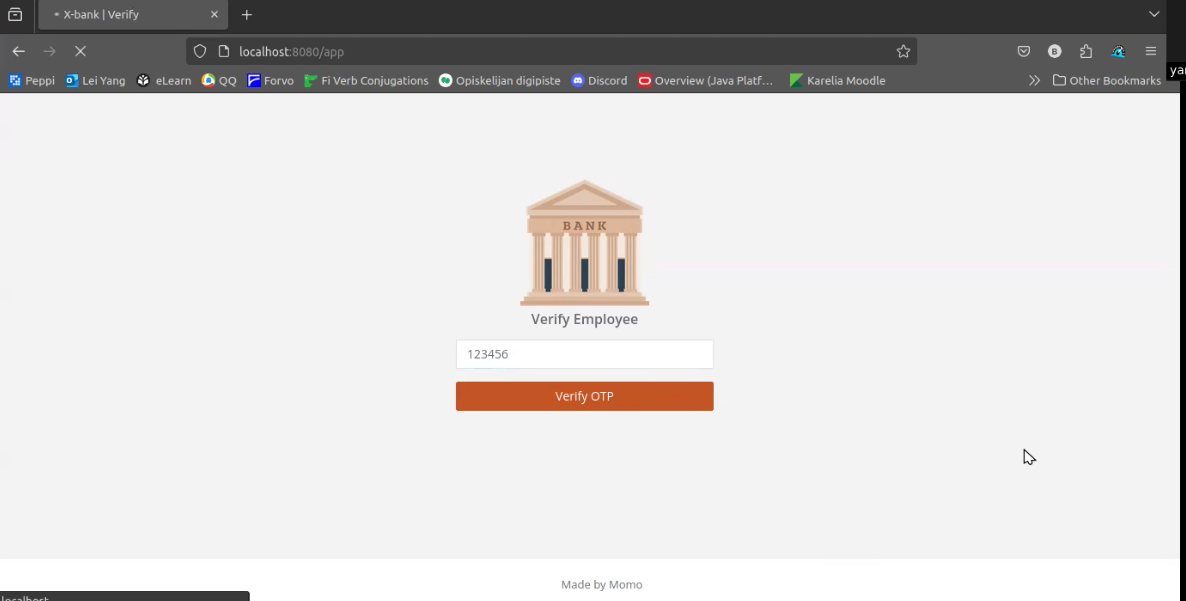 X-bank | Verify
localhost:8080/app
Peppi Lei Yang eLearn QQ Forvo Fi Verb Conjugations Opiskelijan digipiste Discord Overview (Java Platf… Karelia Moodle Other Bookmarks
BANK
Verify Employee
123456
Verify OTP
Made by Momo
localhost